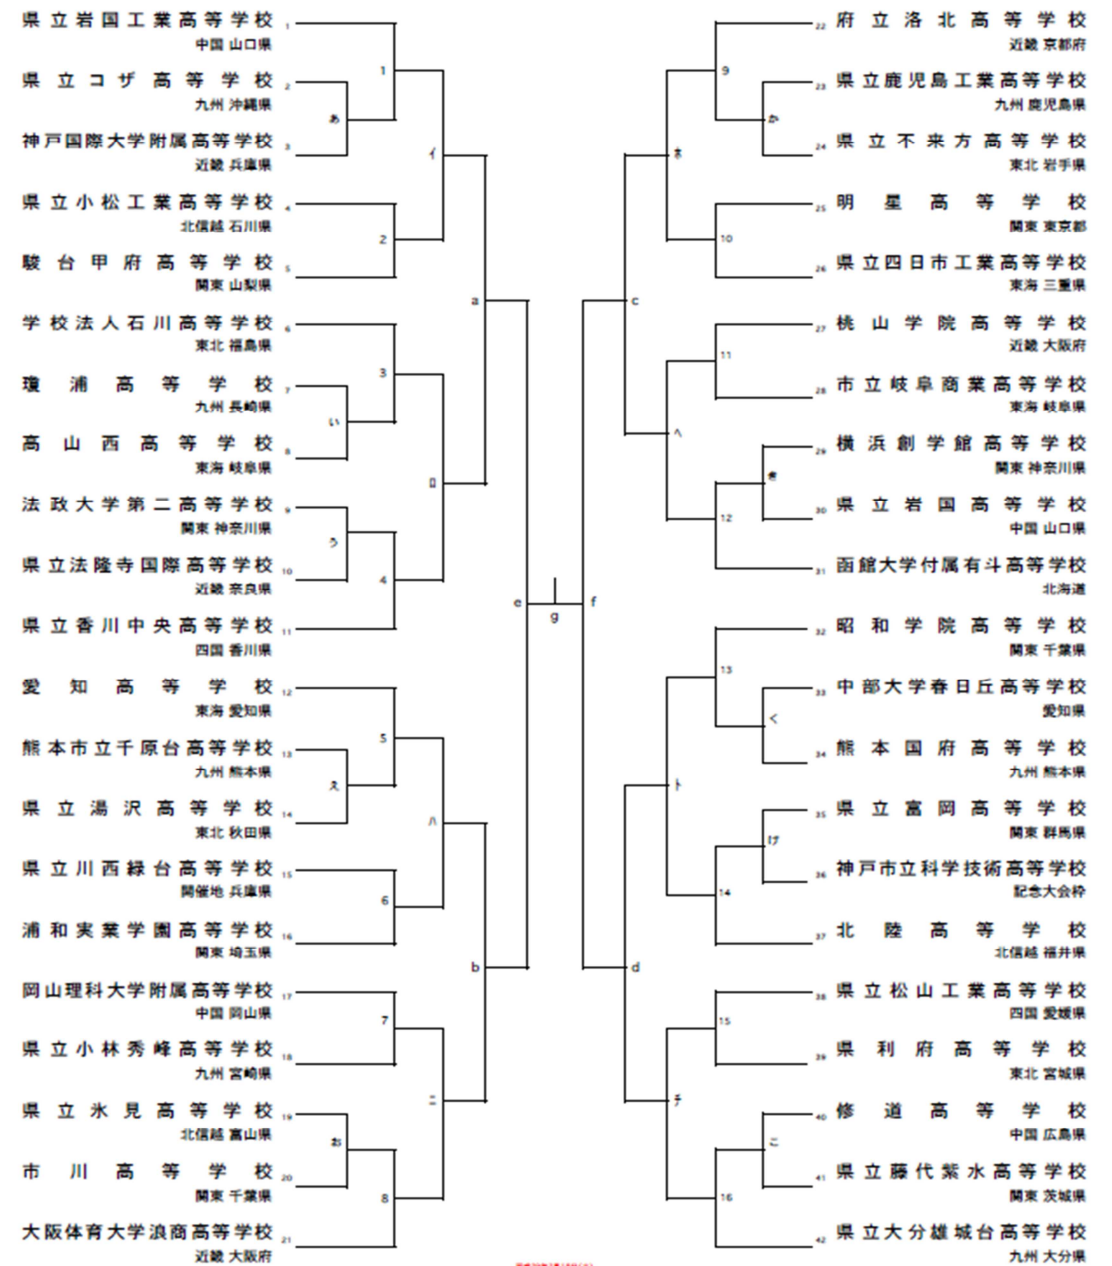 県立岩国工業高等学校 1
中国 山口県
県立コザ高等学校 2
九州 沖縄県
神戸国際大学附属高等学校 3
近畿 兵庫県
県立小松工業高等学校 4
北信越 石川県
駿台甲府高等学校 5
関東 山梨県
学校法人石川高等学校 6
東北 福島県
瓊浦高等学校 7
九州 長崎県
高山西高等学校 8
東海 岐阜県
法政大学第二高等学校 9
関東 神奈川県
県立法隆寺国際高等学校 10
近畿 奈良県
県立香川中央高等学校 11
四国 香川県
愛知高等学校 12
東海 愛知県
熊本市立千原台高等学校 13
九州 熊本県
県立湯沢高等学校 14
東北 秋田県
県立川西緑台高等学校 15
開催地 兵庫県
浦和実業学園高等学校 16
関東 埼玉県
岡山理科大学附属高等学校 17
中国 岡山県
県立小林秀峰高等学校 18
九州 宮崎県
県立氷見高等学校 19
北信越 富山県
市川高等学校 20
関東 千葉県
大阪体育大学浪商高等学校 21
近畿 大阪府
あ
い
う
え
お
1
2
3
4
5
6
7
8
イ
ロ
ハ
ニ
a
b
e
g
f
c
d
ホ
ヘ
ト
チ
9
10
11
12
13
14
15
16
か
き
く
け
こ
22 府立洛北高等学校
近畿 京都府
23 県立鹿児島工業高等学校
九州 鹿児島県
24 県立不来方高等学校
東北 岩手県
25 明星高等学校
関東 東京都
26 県立四日市工業高等学校
東海 三重県
27 桃山学院高等学校
近畿 大阪府
28 市立岐阜商業高等学校
東海 岐阜県
29 横浜創学館高等学校
関東 神奈川県
30 県立岩国高等学校
中国 山口県
31 函館大学付属有斗高等学校
北海道
32 昭和学院高等学校
関東 千葉県
33 中部大学春日丘高等学校
愛知県
34 熊本国府高等学校
九州 熊本県
35 県立富岡高等学校
関東 群馬県
36 神戸市立科学技術高等学校
記念大会枠
37 北陸高等学校
北信越 福井県
38 県立松山工業高等学校
四国 愛媛県
39 県利府高等学校
東北 宮城県
40 修道高等学校
中国 広島県
41 県立藤代紫水高等学校
関東 茨城県
42 県立大分雄城台高等学校
九州 大分県